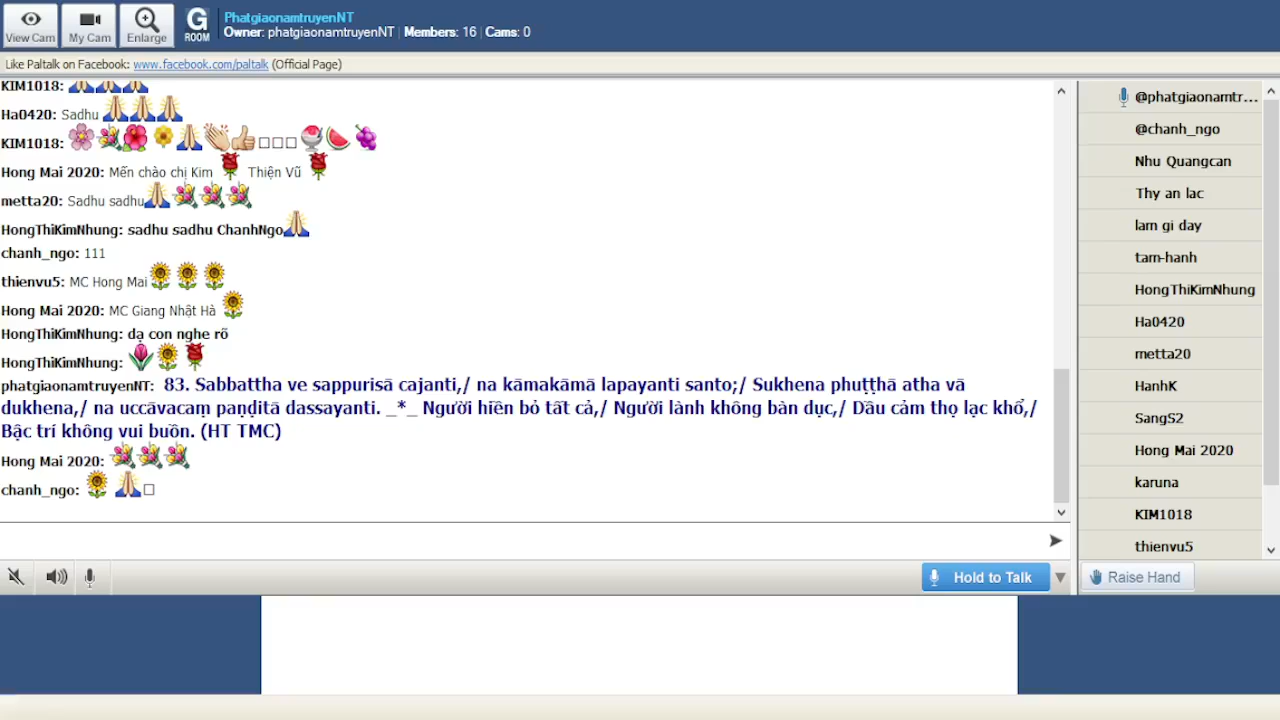 View Cam
My Cam
Enlarge
G
ROOM
PhatgiaonamtruyenNT
Owner: phatgiaonamtruyenNT | Members: 16 | Cams: 0
Like Paltalk on Facebook: www.facebook.com/paltalk (Official Page)
KIM1018:
Ha0420: Sadhu
KIM1018:
Hong Mai 2020: Mến chào chị Kim Thiện Vũ
metta20: Sadhu sadhu
HongThiKimNhung: sadhu sadhu ChanhNgo
chanh_ngo: 111
thienvu5: MC Hong Mai
Hong Mai 2020: MC Giang Nhật Hà
HongThiKimNhung: dạ con nghe rõ
HongThiKimNhung:
phatgiaonamtruyenNT: 83. Sabbattha ve sappurisā cajanti,/ na kāmakāmā lapayanti santo;/ Sukhena phuṭṭhā atha vā
dukhena,/ na uccāvacaṃ paṇḍitā dassayanti. _*_ Người hiền bỏ tất cả,/ Người lành không bàn dục,/ Dầu cảm thọ lạc khổ,/
Bậc trí không vui buồn. (HT TMC)
Hong Mai 2020:
chanh_ngo:
@phatgiaonamtr...
@chanh_ngo
Nhu Quangcan
Thy an lac
lam gi day
tam-hanh
HongThiKimNhung
Ha0420
metta20
HanhK
SangS2
Hong Mai 2020
karuna
KIM1018
thienvu5
Hold to Talk
Raise Hand